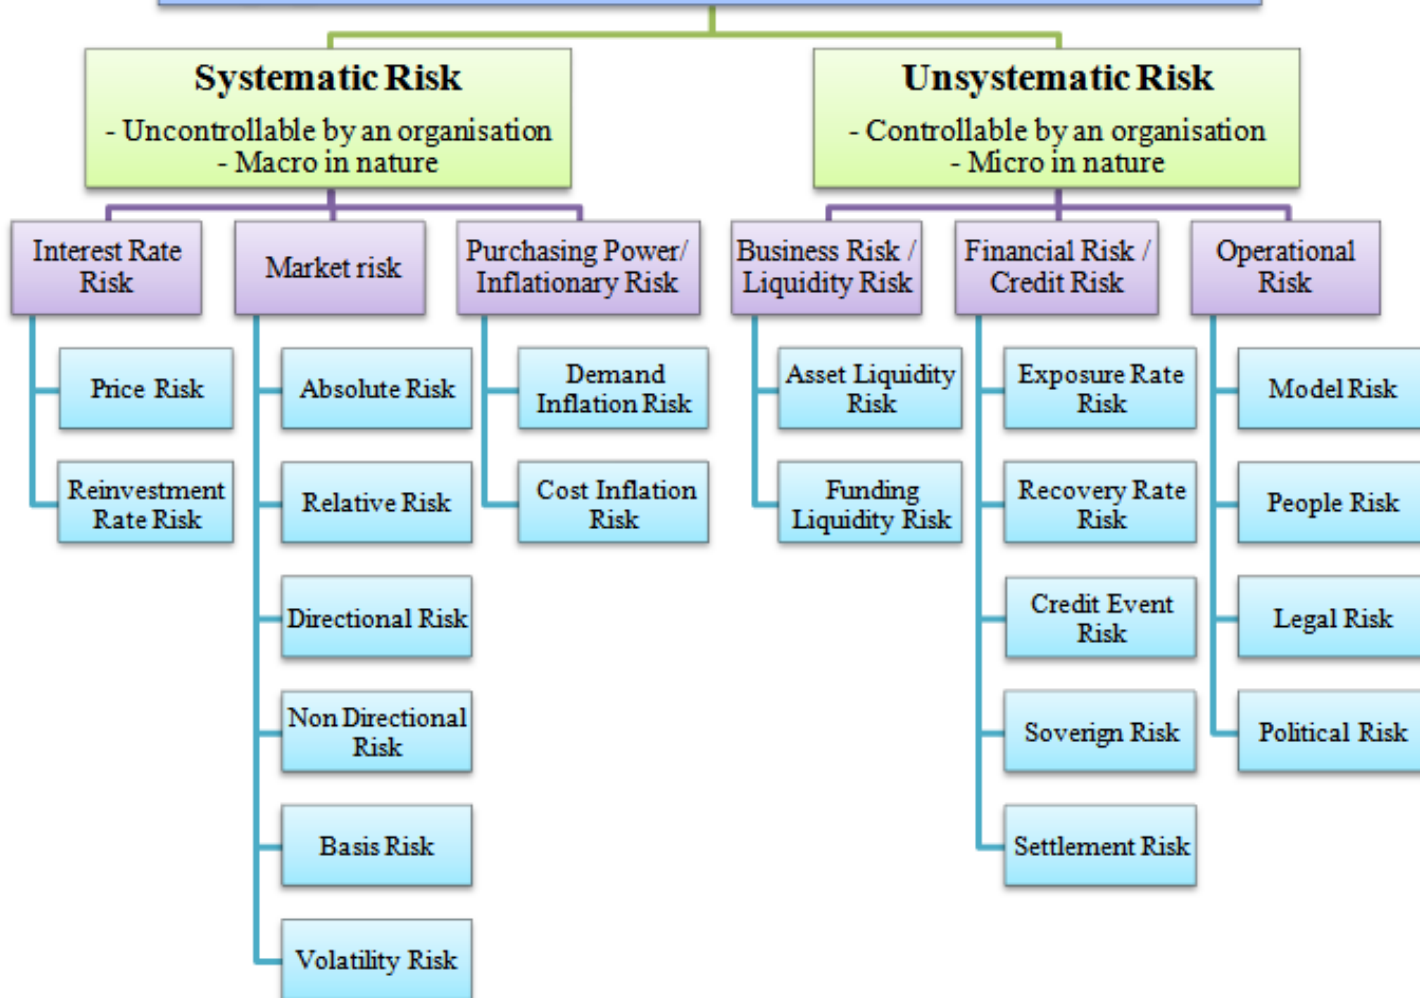 Systematic Risk
- Uncontrollable by an organisation
- Macro in nature
Unsystematic Risk
- Controllable by an organisation
- Micro in nature
Interest Rate
Risk
Market risk
Purchasing Power/
Inflationary Risk
Business Risk /
Liquidity Risk
Financial Risk /
Credit Risk
Operational
Risk
Price Risk
Reinvestment
Rate Risk
Absolute Risk
Relative Risk
Directional Risk
Non Directional
Risk
Basis Risk
Volatility Risk
Demand
Inflation Risk
Cost Inflation
Risk
Asset Liquidity
Risk
Funding
Liquidity Risk
Exposure Rate
Risk
Recovery Rate
Risk
Credit Event
Risk
Soverign Risk
Settlement Risk
Model Risk
People Risk
Legal Risk
Political Risk